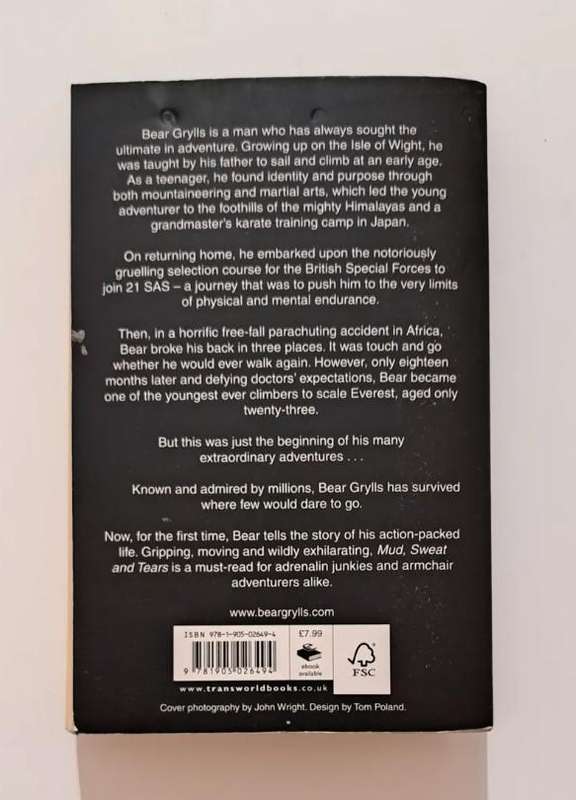 Bear Grylls is a man who has always sought the
ultimate in adventure. Growing up on the Isle of Wight, he
was taught by his father to sail and climb at an early age.
As a teenager, he found identity and purpose through
both mountaineering and martial arts, which led the young
adventurer to the foothills of the mighty Himalayas and a
grandmaster's karate training camp in Japan.
On returning home, he embarked upon the notoriously
gruelling selection course for the British Special Forces to
join 21 SAS – a journey that was to push him to the very limits
of physical and mental endurance.
Then, in a horrific free-fall parachuting accident in Africa,
Bear broke his back in three places. It was touch and go
whether he would ever walk again. However, only eighteen
months later and defying doctors' expectations, Bear became
one of the youngest ever climbers to scale Everest, aged only
twenty-three.
But this was just the beginning of his many
extraordinary adventures . . .
Known and admired by millions, Bear Grylls has survived
where few would dare to go.
Now, for the first time, Bear tells the story of his action-packed
life. Gripping, moving and wildly exhilarating, Mud, Sweat
and Tears is a must-read for adrenalin junkies and armchair
adventurers alike.
www.beargrylls.com
ISBN 978-1-905-02649-4
£7.99
ebook
available
FSC
9 781905 026494
www.transworldbooks.co.uk
Cover photography by John Wright. Design by Tom Poland.